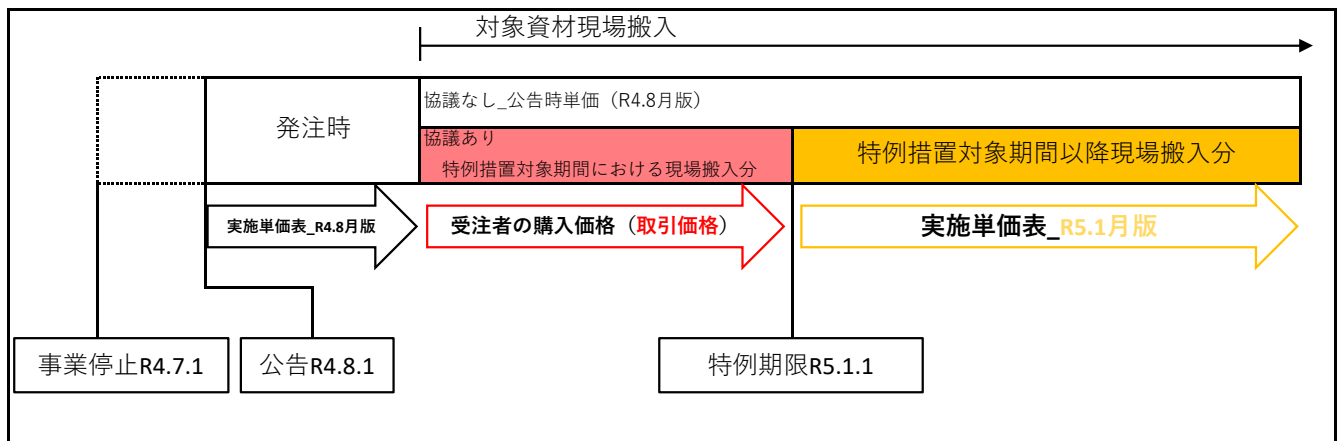 対象資材現場搬入
発注時
協議なし_公告時単価（R4.8月版）
協議あり
特例措置対象期間における現場搬入分
特例措置対象期間以降現場搬入分
実施単価表_R4.8月版
受注者の購入価格（取引価格）
実施単価表_R5.1月版
事業停止R4.7.1
公告R4.8.1
特例期限R5.1.1